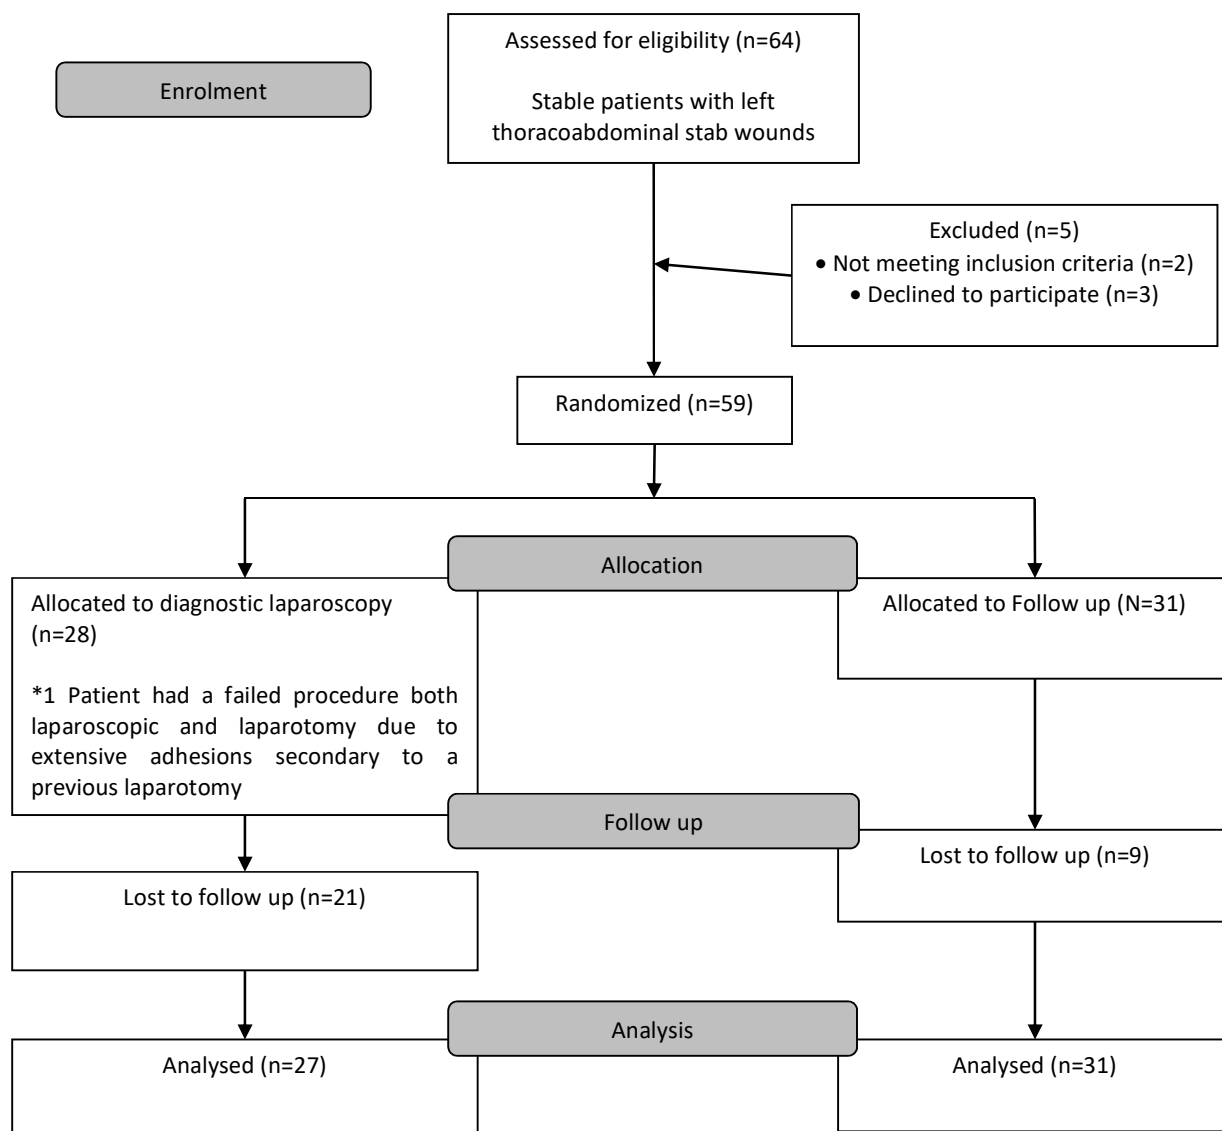 Assessed for eligibility (n=64)
Stable patients with left
thoracoabdominal stab wounds
Enrolment
Excluded (n=5)
• Not meeting inclusion criteria (n=2)
• Declined to participate (n=3)
Randomized (n=59)
Allocation
Allocated to diagnostic laparoscopy
(n=28)
*1 Patient had a failed procedure both
laparoscopic and laparotomy due to
extensive adhesions secondary to a
previous laparotomy
Allocated to Follow up (N=31)
Follow up
Lost to follow up (n=21)
Lost to follow up (n=9)
Analysis
Analysed (n=27)
Analysed (n=31)